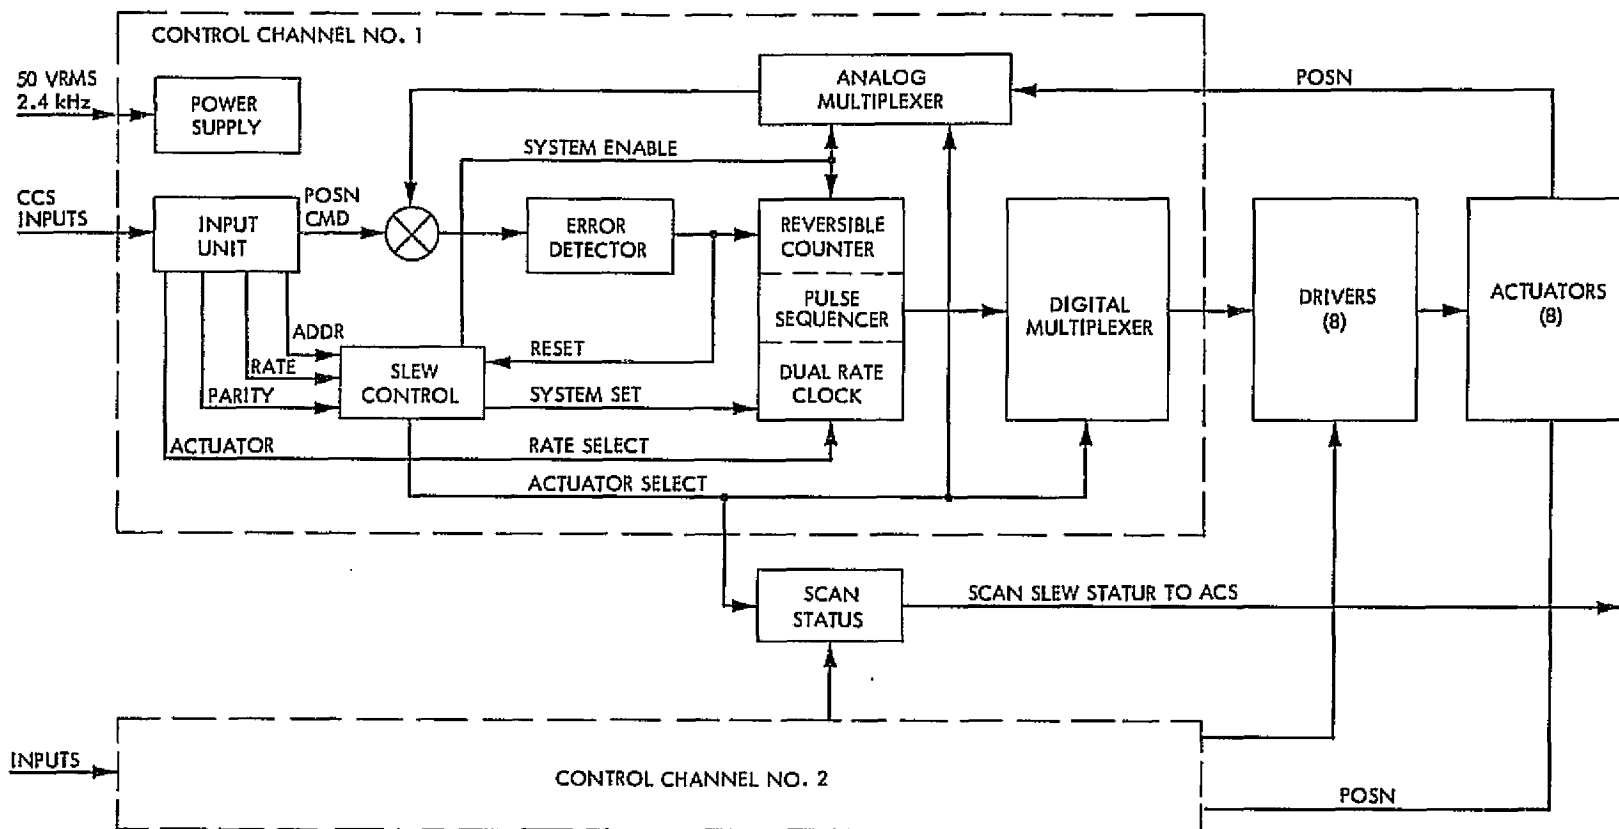 CONTROL CHANNEL NO. 1
50 VRMS
2.4 kHz
POWER
SUPPLY
ANALOG
MULTIPLEXER
POSN
SYSTEM ENABLE
CCS
INPUTS
INPUT
UNIT
POSN
CMD
ERROR
DETECTOR
REVERSIBLE
COUNTER
PULSE
SEQUENCER
DUAL RATE
CLOCK
DIGITAL
MULTIPLEXER
DRIVERS
(8)
ACTUATORS
(8)
ADDR
RATE
PARITY
SLEW
CONTROL
RESET
SYSTEM SET
ACTUATOR
RATE SELECT
ACTUATOR SELECT
SCAN
STATUS
SCAN SLEW STATUR TO ACS
INPUTS
CONTROL CHANNEL NO. 2
POSN